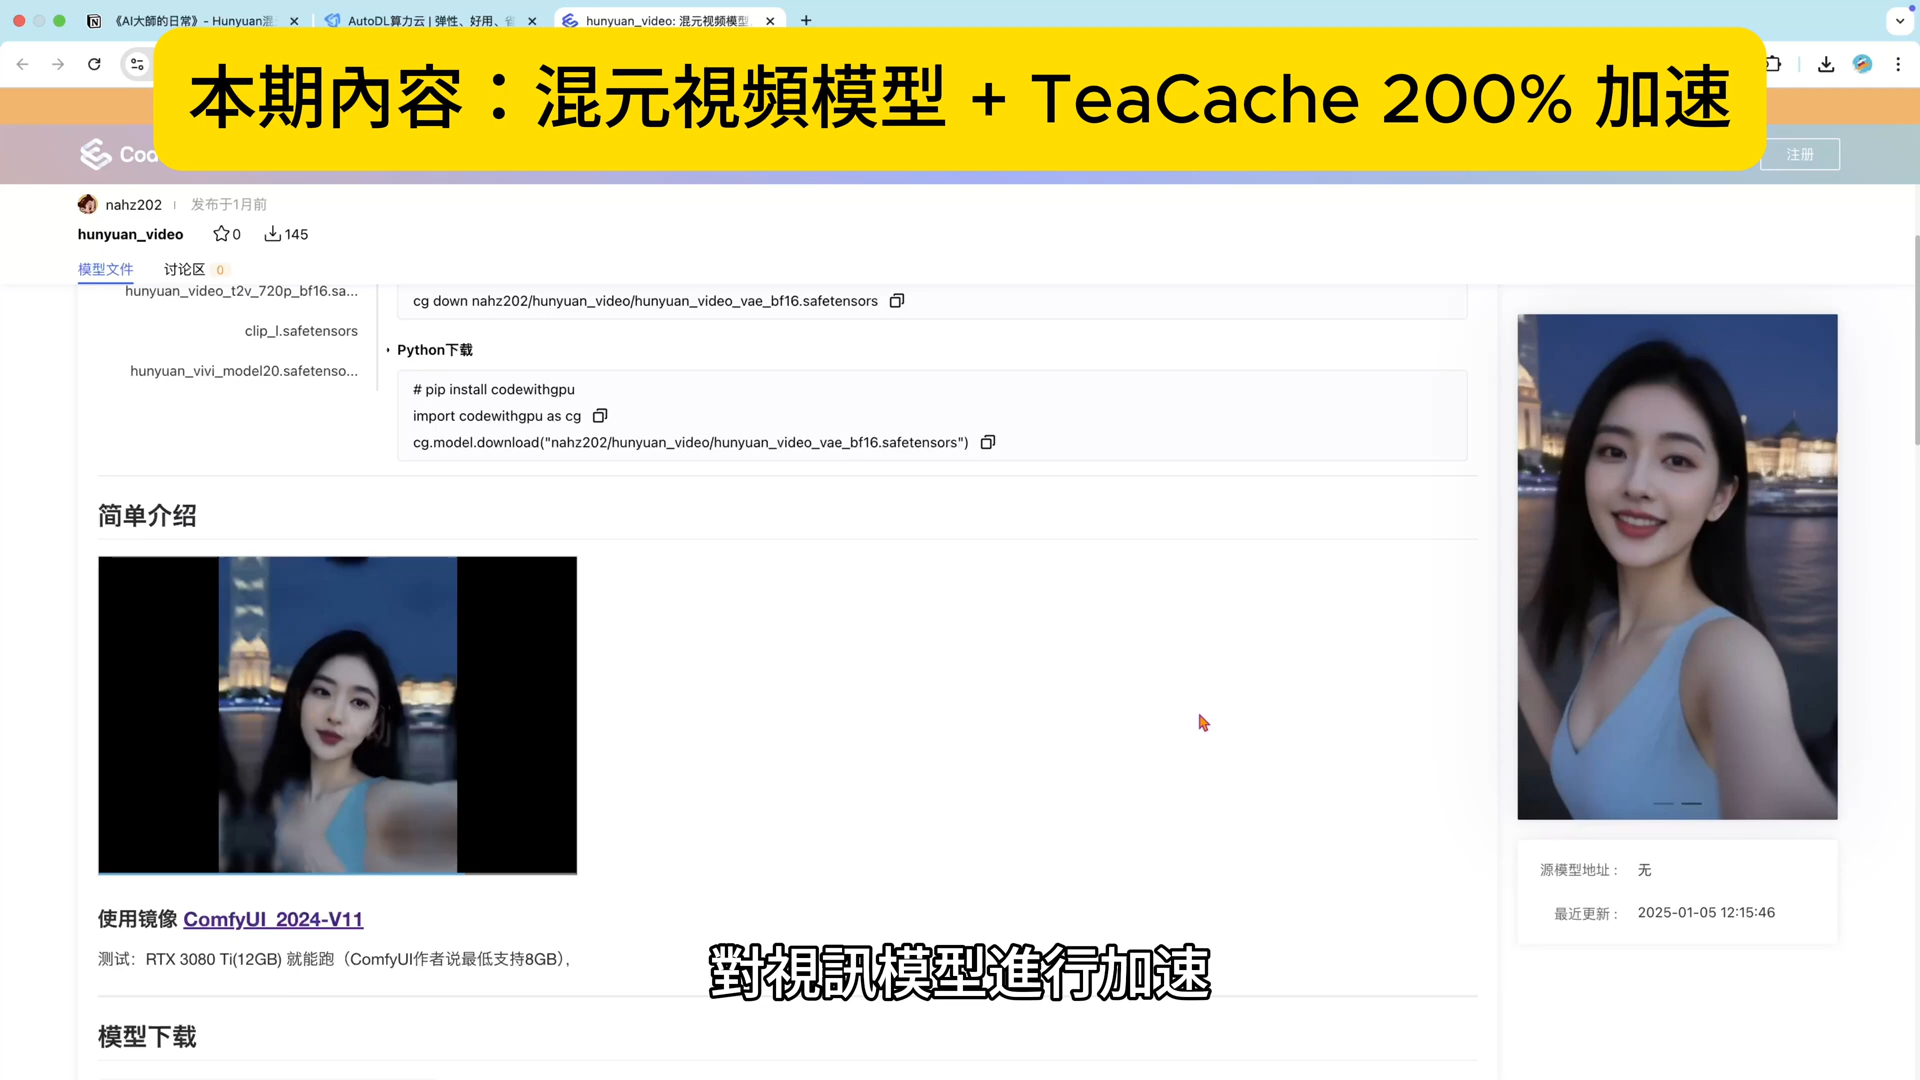 《AI大師的日常》- Hunyuan混
AutoDL算力云 | 弹性、好用、省
hunyuan_video: 混元视频模型
本期內容：混元視頻模型 + TeaCache 200% 加速
注册
nahz202
发布于1月前
hunyuan_video
0
145
模型文件
讨论区 0
hunyuan_video_t2v_720p_bf16.sa...
cg down nahz202/hunyuan_video/hunyuan_video_vae_bf16.safetensors
clip_l.safetensors
Python下载
hunyuan_vivi_model20.safetenso...
# pip install codewithgpu
import codewithgpu as cg
cg.model.download("nahz202/hunyuan_video/hunyuan_video_vae_bf16.safetensors")
简单介绍
使用镜像 ComfyUI_2024-V11
测试：RTX 3080 Ti(12GB) 就能跑（ComfyUI作者说最低支持8GB），
源模型地址： 无
最近更新： 2025-01-05 12:15:46
對視訊模型進行加速
模型下载